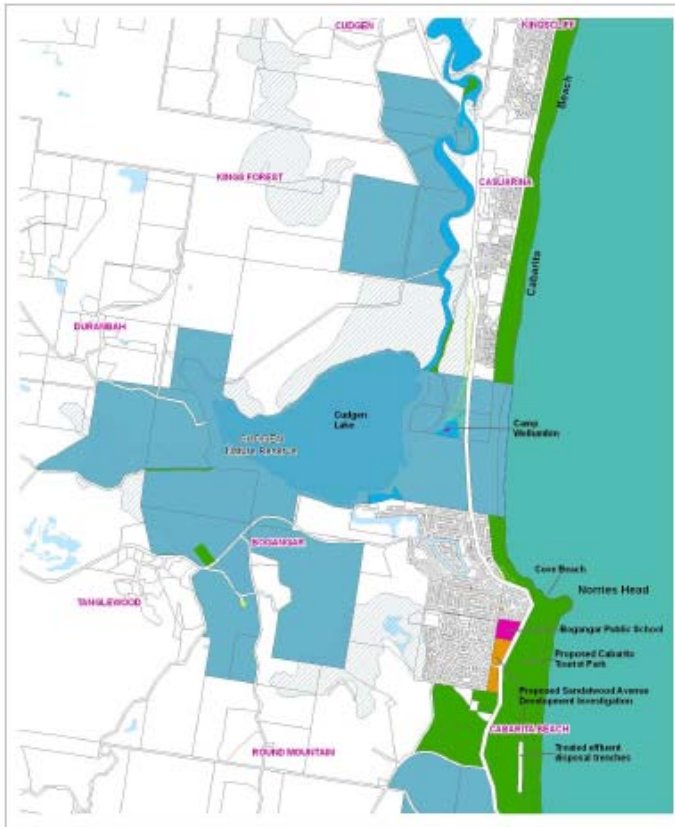 CUDGEN
KINGSCLIFF
Beach
KINGS FOREST
CASUARINA
Cabarita
DURANBAH
Cudgen
Lake
Camp
Nature Reserve
BOGANGAR
Cove Beach
Norries Head
TANGLEWOOD
Bogangar Public School
Proposed Cabarita
Tourist Park
Proposed Sandalwood Avenue
Development Investigation
CABARITA BEACH
ROUND MOUNTAIN
Treated effluent
disposal trenches